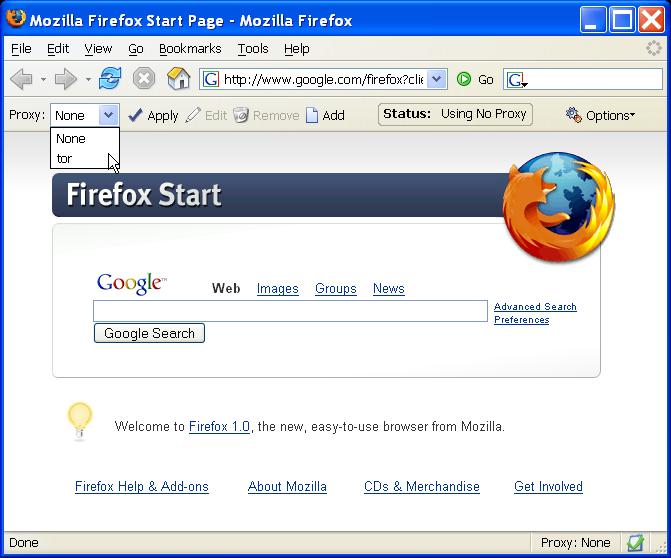 Mozilla Firefox Start Page - Mozilla Firefox
File Edit View Go Bookmarks Tools Help
http://www.google.com/firefox?clie Go G
Proxy: None Apply Edit Remove Add Status: Using No Proxy Options
None
tor
Firefox Start
Google™ Web Images Groups News
Advanced Search
Preferences
Google Search
Welcome to Firefox 1.0, the new, easy-to-use browser from Mozilla.
Firefox Help & Add-ons About Mozilla CDs & Merchandise Get Involved
Done Proxy: None